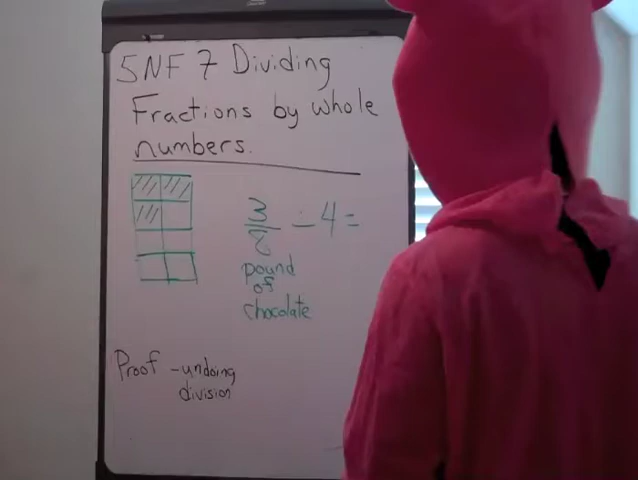 5NF 7 Dividing
Fractions by whole
numbers.
3/8 ÷ 4 =
pound
of
chocolate
Proof - undoing
division